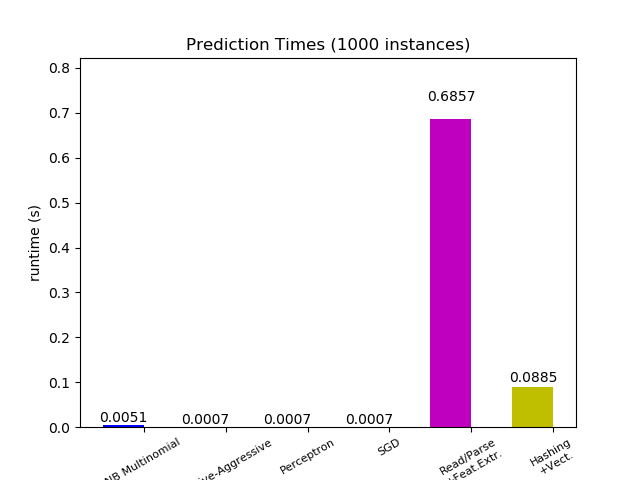 Prediction Times (1000 instances)
0.8
0.7
0.6
0.5
0.4
0.3
0.2
0.1
0.0
runtime (s)
0.0051
0.0007
0.0007
0.0007
0.6857
0.0885
NB Multinomial
ve-Aggressive
Perceptron
SGD
Read/Parse
Feat.Extr.
Hashing
+Vect.